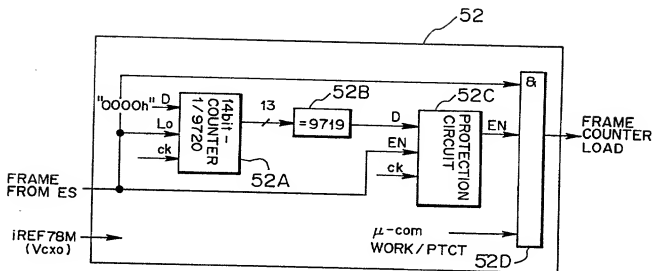 52
"0000h" D
Lo
ck
14bit-
COUNTER
1/9720
52A
13
52B
=9719
52C
D
EN
ck
PROTECTION
CIRCUIT
EN
&
FRAME
COUNTER
LOAD
FRAME
FROM ES
iREF78M
(Vcxo)
μ-com
WORK/PTCT
52D